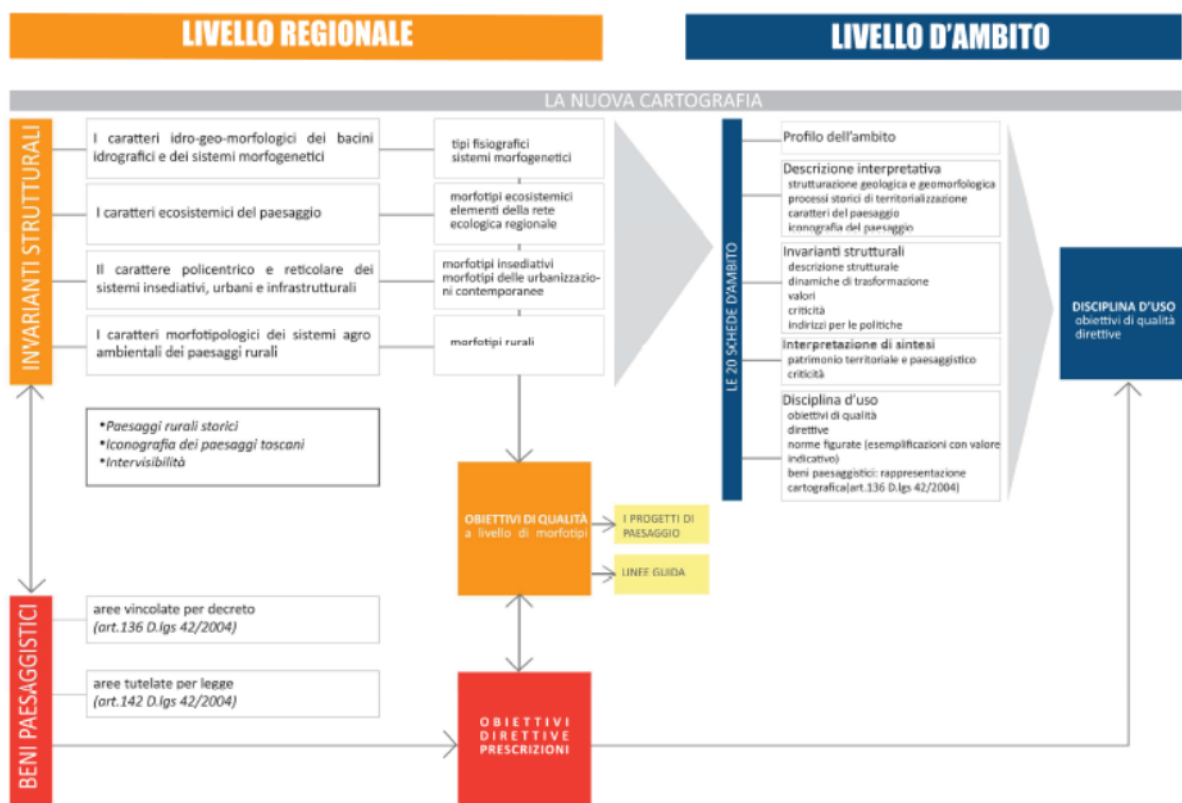 LIVELLO REGIONALE
LIVELLO D'AMBITO
LA NUOVA CARTOGRAFIA
INVARIANTI STRUTTURALI
I caratteri idro-geo-morfologici dei bacini
idrografici e dei sistemi morfogenetici
I caratteri ecosistemici del paesaggio
Il carattere policentrico e reticolare dei
sistemi insediativi, urbani e infrastrutturali
I caratteri morfotipologici dei sistemi agro
ambientali dei paesaggi rurali
tipi fisiografici
sistemi morfogenetici
morfotipi ecosistemici
elementi della rete
ecologica regionale
morfotipi insediativi
morfotipi delle urbanizzazio-
ni contemporanee
morfotipi rurali
•Paesaggi rurali storici
•Iconografia dei paesaggi toscani
•Intervisibilità
OBIETTIVI DI QUALITÀ
a livello di morfotipi
I PROGETTI DI
PAESAGGIO
LINEE GUIDA
BENI PAESAGGISTICI
aree vincolate per decreto
(art.136 D.lgs 42/2004)
aree tutelate per legge
(art.142 D.lgs 42/2004)
OBIETTIVI
DIRETTIVE
PRESCRIZIONI
LE 20 SCHEDE D'AMBITO
Profilo dell'ambito
Descrizione interpretativa
strutturazione geologica e geomorfologica
processi storici di territorializzazione
caratteri del paesaggio
iconografia del paesaggio
Invarianti strutturali
descrizione strutturale
dinamiche di trasformazione
valori
criticità
indirizzi per le politiche
Interpretazione di sintesi
patrimonio territoriale e paesaggistico
criticità
Disciplina d'uso
obiettivi di qualità
direttive
norme figurate (esemplificazioni con valore
indicativo)
beni paesaggistici: rappresentazione
cartografica(art.136 D.lgs 42/2004)
DISCIPLINA D'USO
obiettivi di qualità
direttive